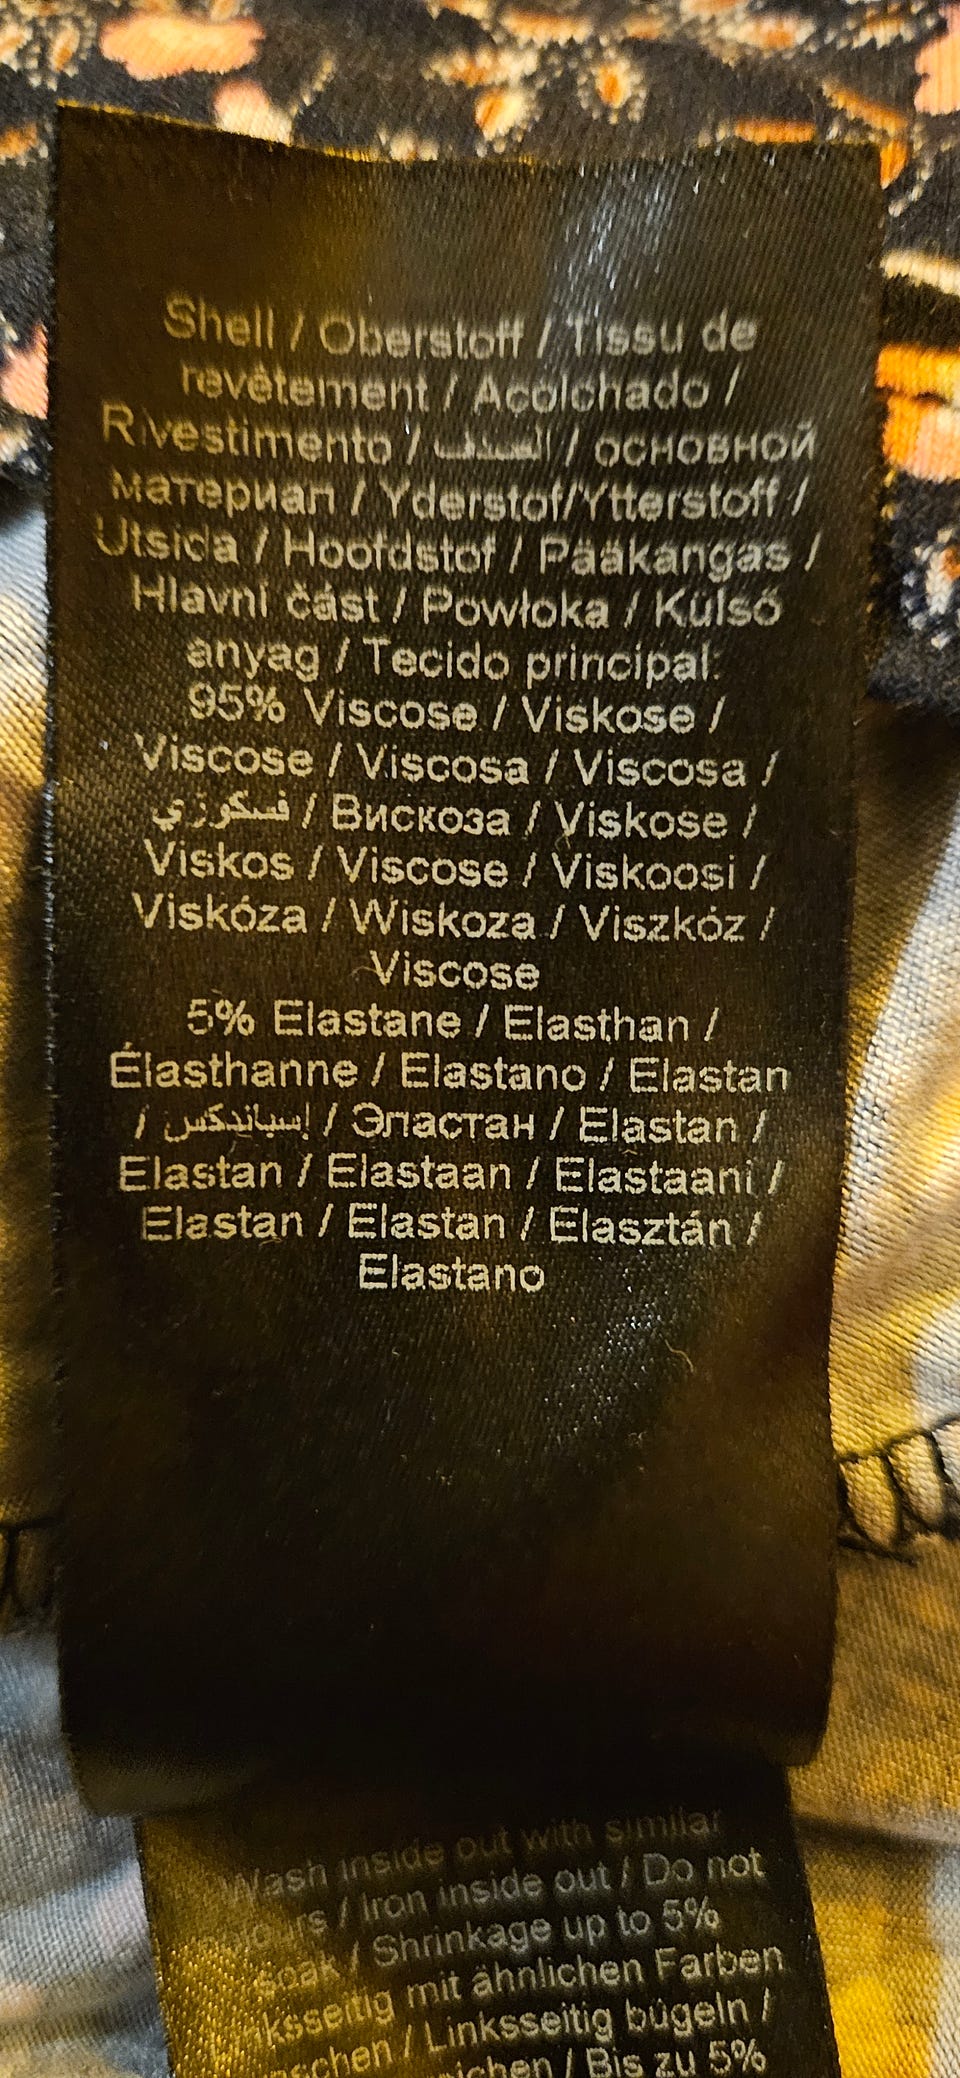 Shell / Oberstoff / Tissu de
revêtement / Acolchado /
Rivestimento / الصدف / основной
материал / Yderstof/Ytterstoff /
Utsida / Hoofdstof / Pääkangas /
Hlavní část / Powłoka / Külső
anyag / Tecido principal:
95% Viscose / Viskose /
Viscose / Viscosa / Viscosa /
فسكوزي / Вискоза / Viskose /
Viskos / Viscose / Viskoosi /
Viskóza / Wiskoza / Viszkóz /
Viscose
5% Elastane / Elasthan /
Élasthanne / Elastano / Elastan
/ إسباندكس / Эластан / Elastan /
Elastan / Elastaan / Elastaani /
Elastan / Elastan / Elasztán /
Elastano
Wash inside out with similar
/ Iron inside out / Do not
soak / Shrinkage up to 5%
mit ähnlichen Farben
/ Linksseitig bügeln /
/ Bis zu 5%